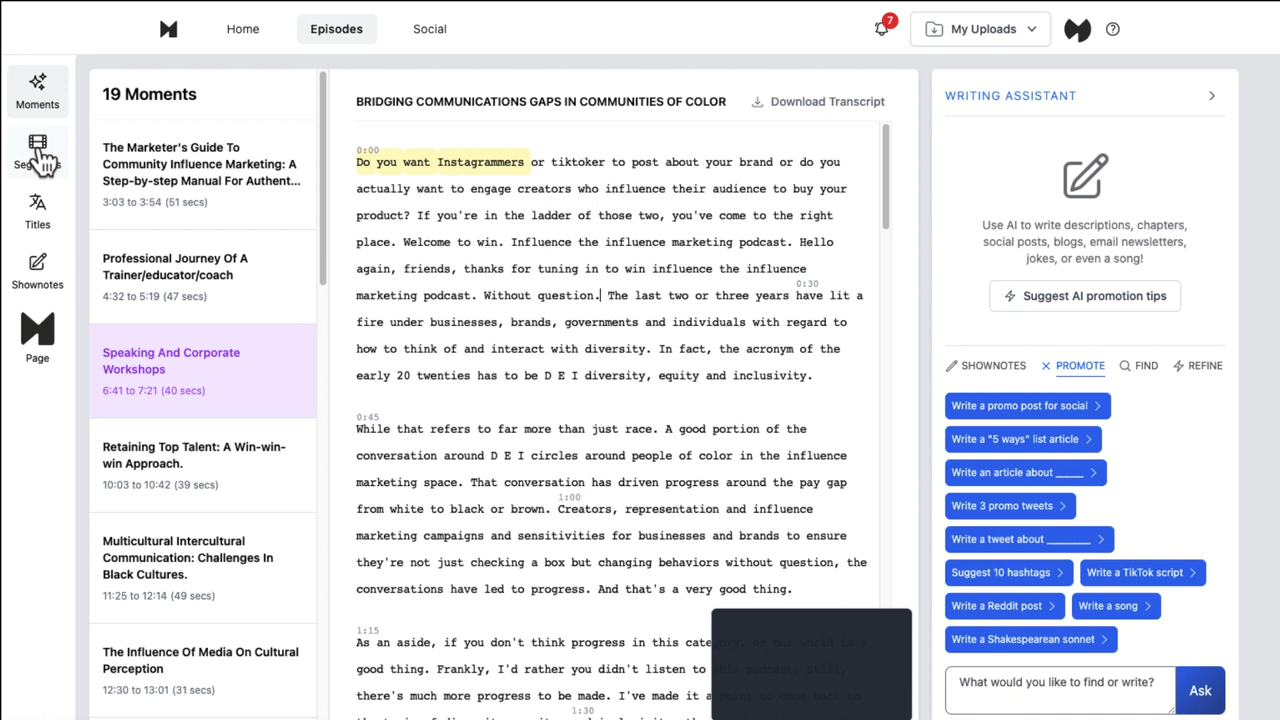 Home
Episodes
Social
7
My Uploads
Moments
Titles
Shownotes
Page
19 Moments
The Marketer's Guide To
Community Influence Marketing: A
Step-by-step Manual For Authent...
3:03 to 3:54 (51 secs)
Professional Journey Of A
Trainer/educator/coach
4:32 to 5:19 (47 secs)
Speaking And Corporate
Workshops
6:41 to 7:21 (40 secs)
Retaining Top Talent: A Win-win-
win Approach.
10:03 to 10:42 (39 secs)
Multicultural Intercultural
Communication: Challenges In
Black Cultures.
11:25 to 12:14 (49 secs)
The Influence Of Media On Cultural
Perception
12:30 to 13:01 (31 secs)
BRIDGING COMMUNICATIONS GAPS IN COMMUNITIES OF COLOR
Download Transcript
0:00
Do you want Instagrammers or tiktoker to post about your brand or do you
actually want to engage creators who influence their audience to buy your
product? If you're in the ladder of those two, you've come to the right
place. Welcome to win. Influence the influence marketing podcast. Hello
again, friends, thanks for tuning in to win influence the influence
0:30
marketing podcast. Without question. The last two or three years have lit a
fire under businesses, brands, governments and individuals with regard to
how to think of and interact with diversity. In fact, the acronym of the
early 20 twenties has to be D E I diversity, equity and inclusivity.
0:45
While that refers to far more than just race. A good portion of the
conversation around D E I circles around people of color in the influence
marketing space. That conversation has driven progress around the pay gap
1:00
from white to black or brown. Creators, representation and influence
marketing campaigns and sensitivities for businesses and brands to ensure
they're not just checking a box but changing behaviors without question, the
conversations have led to progress. And that's a very good thing.
1:15
As an aside, if you don't think progress in this category, or our world is a
good thing. Frankly, I'd rather you didn't listen to this podcast. Still,
there's much more progress to be made. I've made it a point to come back to
1:30
WRITING ASSISTANT
Use AI to write descriptions, chapters,
social posts, blogs, email newsletters,
jokes, or even a song!
Suggest AI promotion tips
SHOWNOTES
PROMOTE
FIND
REFINE
Write a promo post for social
Write a "5 ways" list article
Write an article about _____
Write 3 promo tweets
Write a tweet about ________
Suggest 10 hashtags
Write a TikTok script
Write a Reddit post
Write a song
Write a Shakespearean sonnet
What would you like to find or write?
Ask